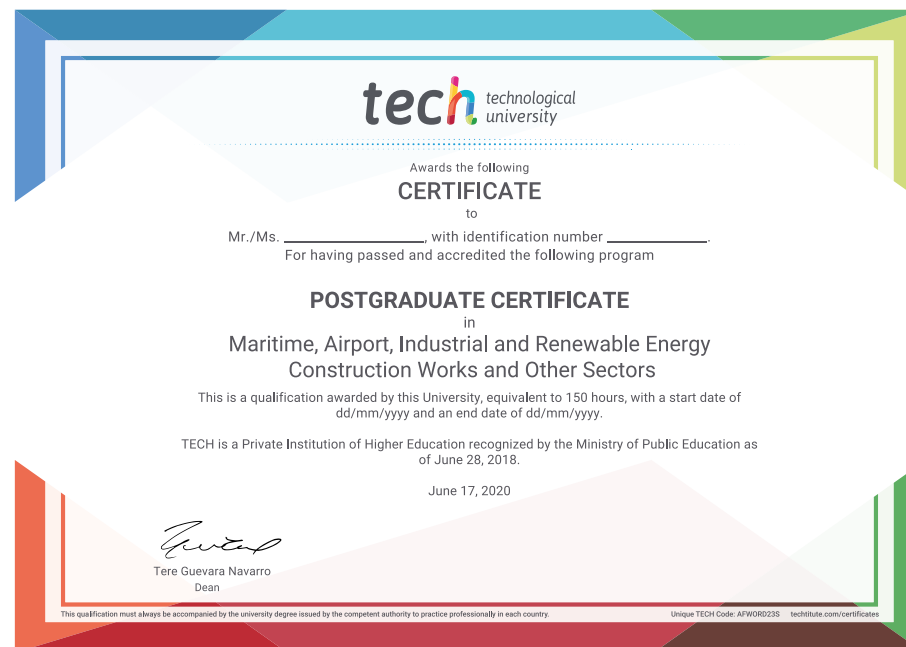 tech technological
university
Awards the following
CERTIFICATE
to
Mr./Ms. ________________, with identification number ____________.
For having passed and accredited the following program
POSTGRADUATE CERTIFICATE
in
Maritime, Airport, Industrial and Renewable Energy
Construction Works and Other Sectors
This is a qualification awarded by this University, equivalent to 150 hours, with a start date of
dd/mm/yyyy and an end date of dd/mm/yyyy.
TECH is a Private Institution of Higher Education recognized by the Ministry of Public Education as
of June 28, 2018.
June 17, 2020
Tere Guevara Navarro
Dean
This qualification must always be accompanied by the university degree issued by the competent authority to practice professionally in each country. Unique TECH Code: AFWORD23S techtitute.com/certificates